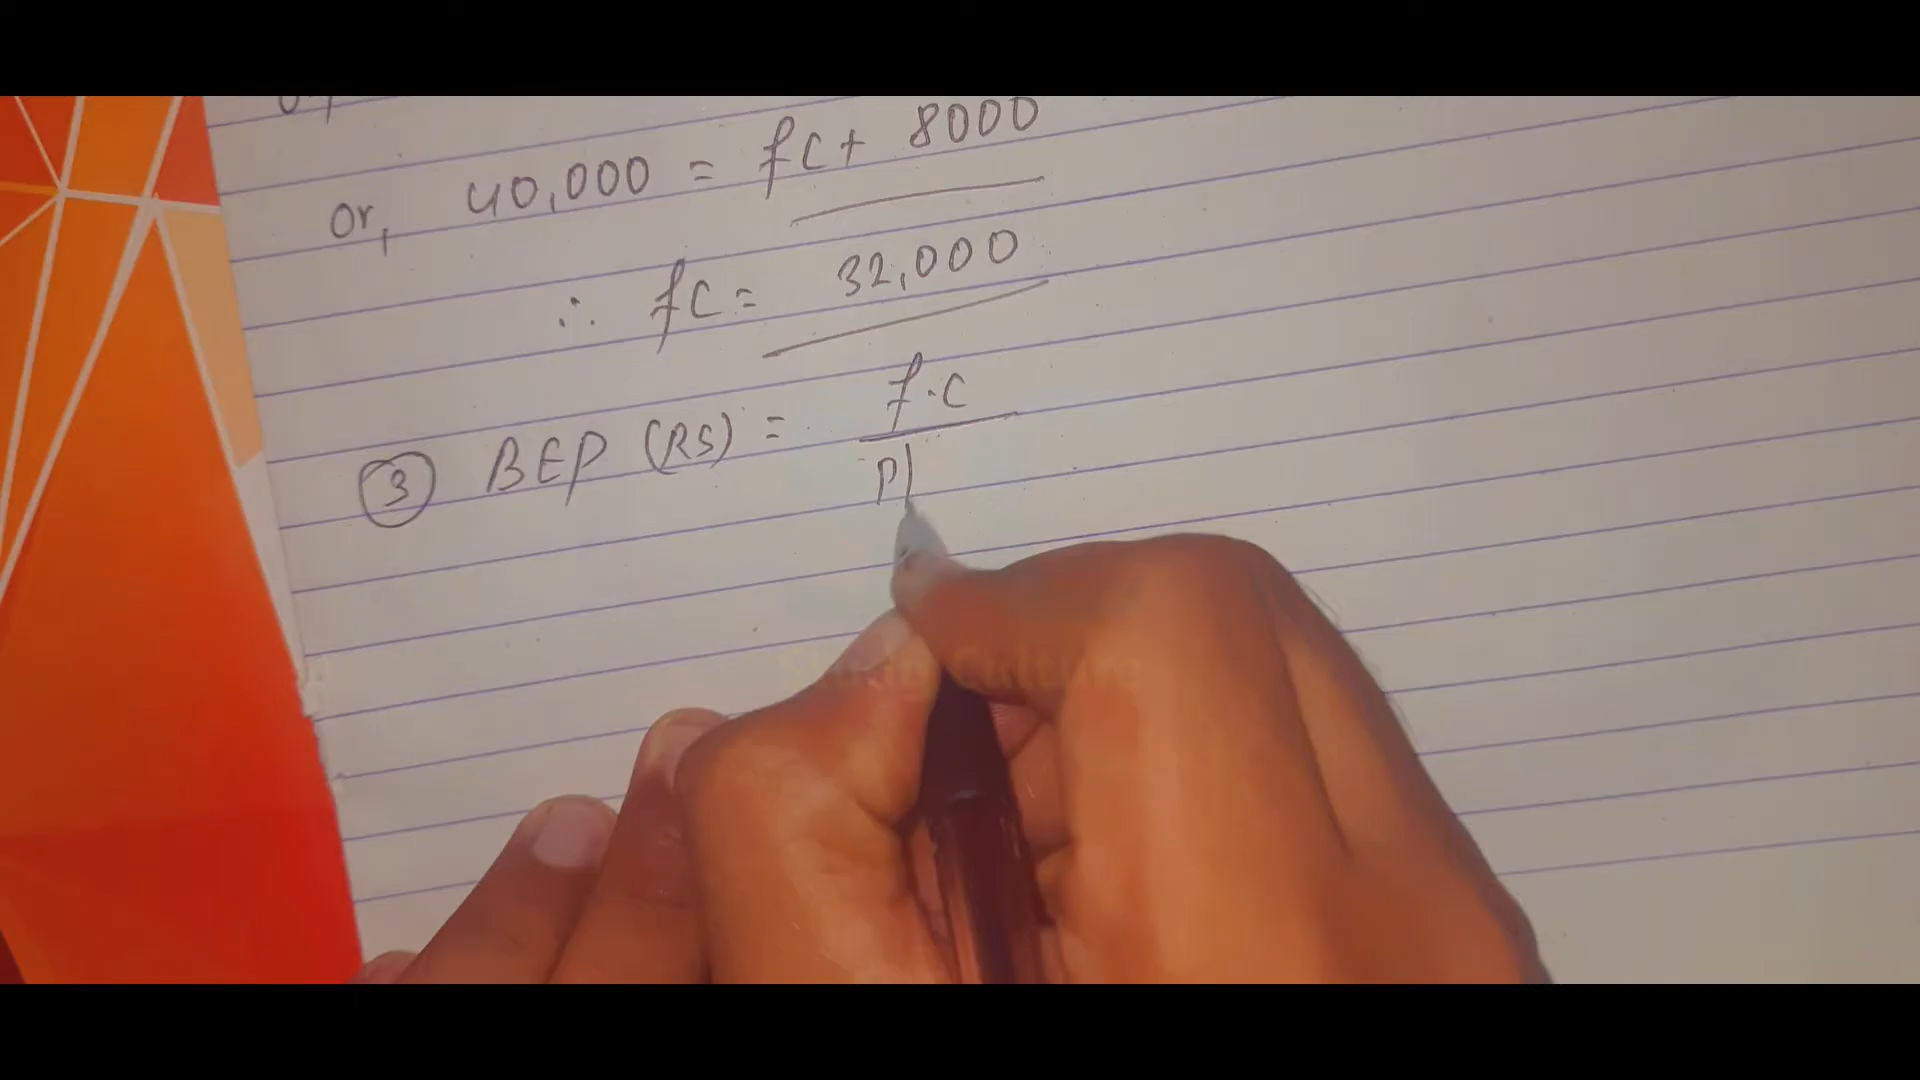 or, 40,000 = fC + 8000
∴ fC = 32,000
③ BEP (RS) = f.C
P/